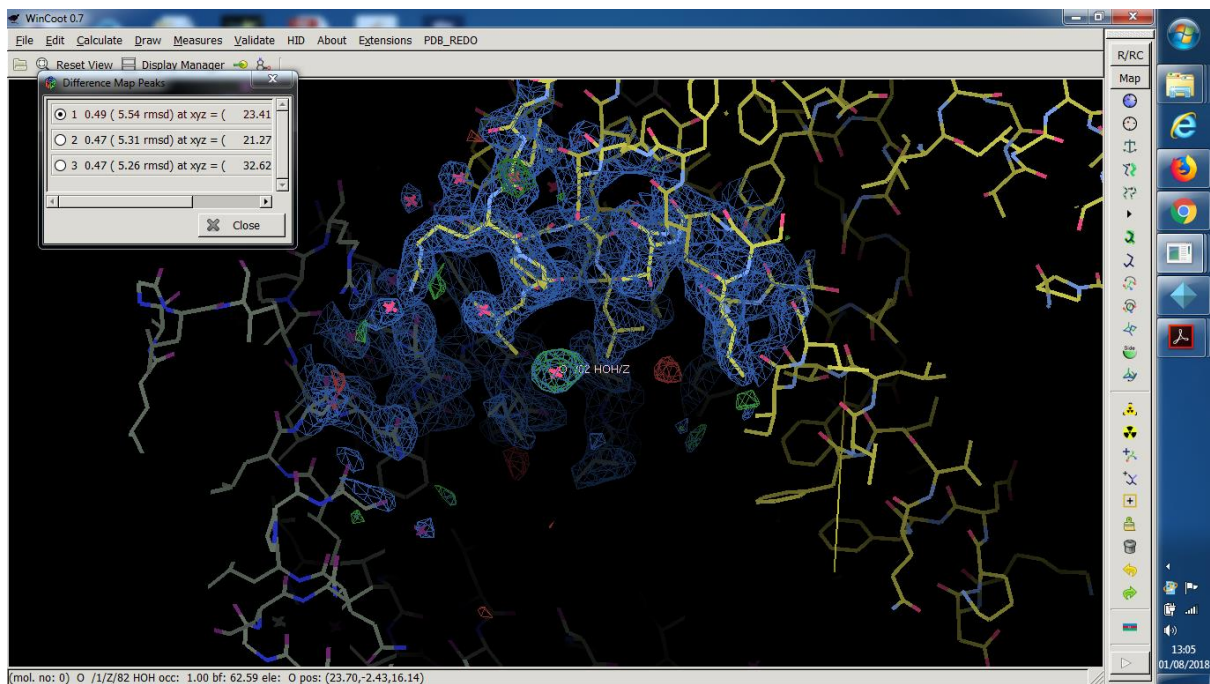 WinCoot 0.7
File Edit Calculate Draw Measures Validate HID About Extensions PDB_REDO
Reset View Display Manager
R/RC
Map
Difference Map Peaks
1 0.49 ( 5.54 rmsd) at xyz = ( 23.41
2 0.47 ( 5.31 rmsd) at xyz = ( 21.27
3 0.47 ( 5.26 rmsd) at xyz = ( 32.62
Close
HOH/Z
Side
13:05
01/08/2018
(mol. no: 0) O /1/Z/82 HOH occ: 1.00 bf: 62.59 ele: O pos: (23.70,-2.43,16.14)